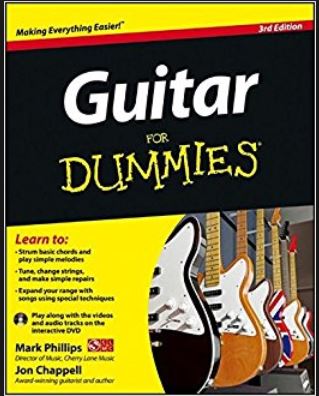 Making Everything Easier!™
3rd Edition
Guitar
FOR
DUMMIES®
Learn to:
• Strum basic chords and
play simple melodies
• Tune, change strings,
and make simple repairs
• Expand your range with
songs using special techniques
Play along with the videos
and audio tracks on the
interactive DVD
Mark Phillips
Director of Music, Cherry Lane Music
Jon Chappell
Award-winning guitarist and author